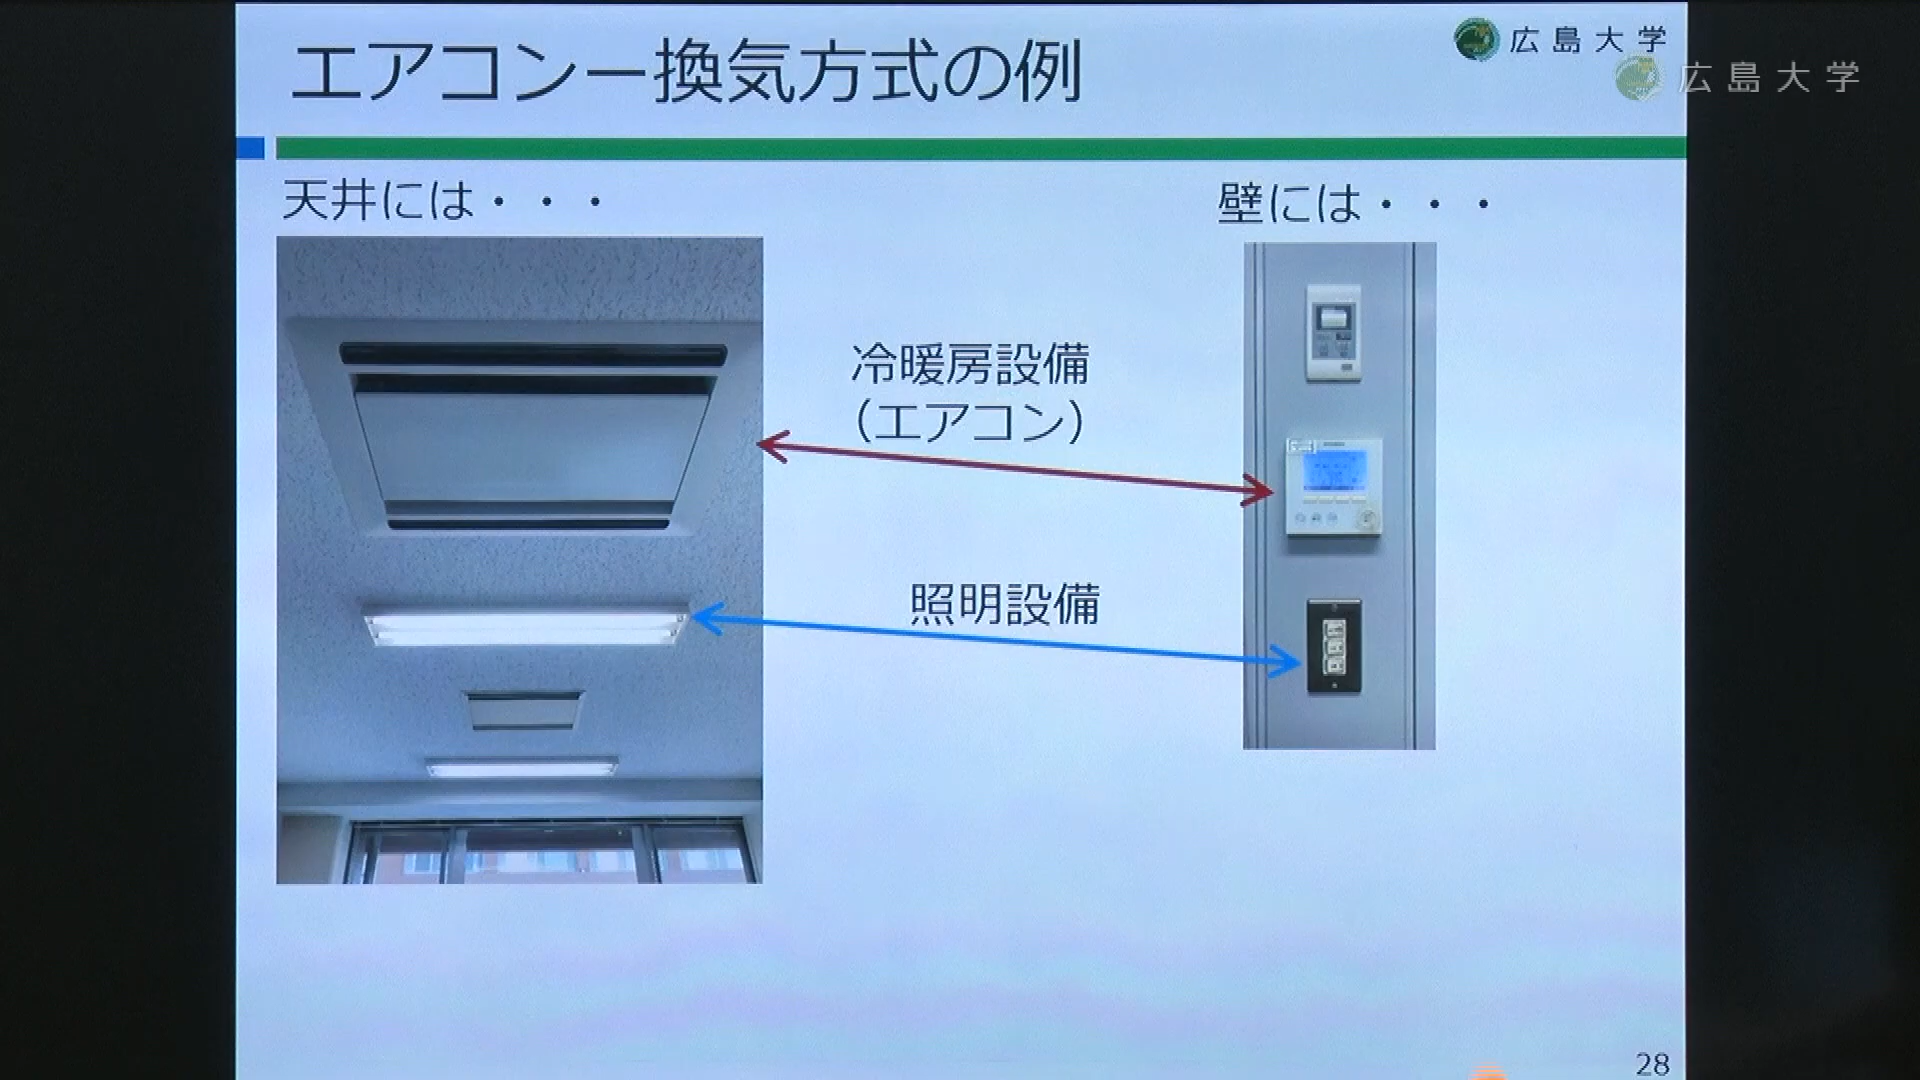 エアコンー換気方式の例
広島大学
広島大学
天井には・・・
壁には・・・
冷暖房設備
（エアコン）
照明設備
28